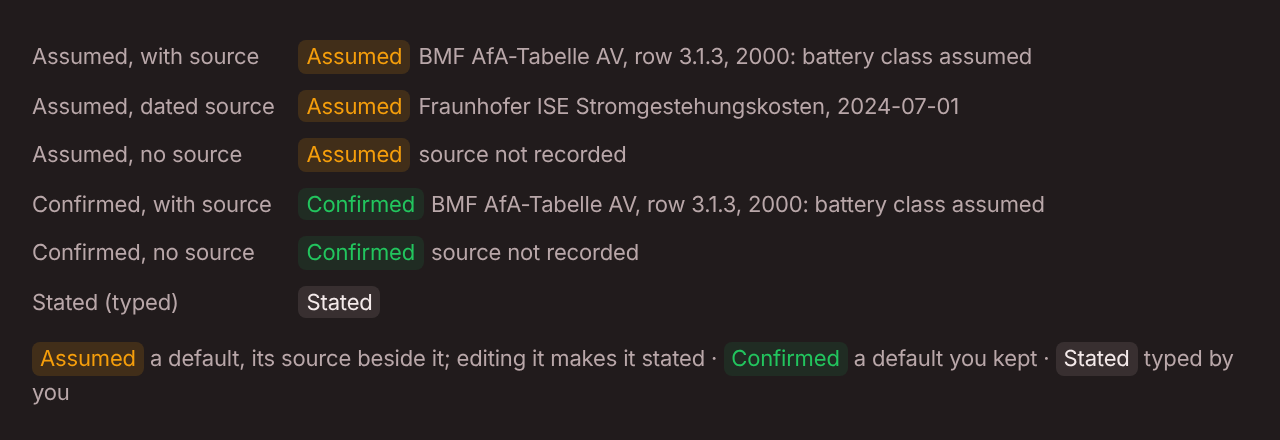 Assumed, with source Assumed BMF AfA-Tabelle AV, row 3.1.3, 2000: battery class assumed
Assumed, dated source Assumed Fraunhofer ISE Stromgestehungskosten, 2024-07-01
Assumed, no source Assumed source not recorded
Confirmed, with source Confirmed BMF AfA-Tabelle AV, row 3.1.3, 2000: battery class assumed
Confirmed, no source Confirmed source not recorded
Stated (typed) Stated
Assumed a default, its source beside it; editing it makes it stated · Confirmed a default you kept · Stated typed by
you